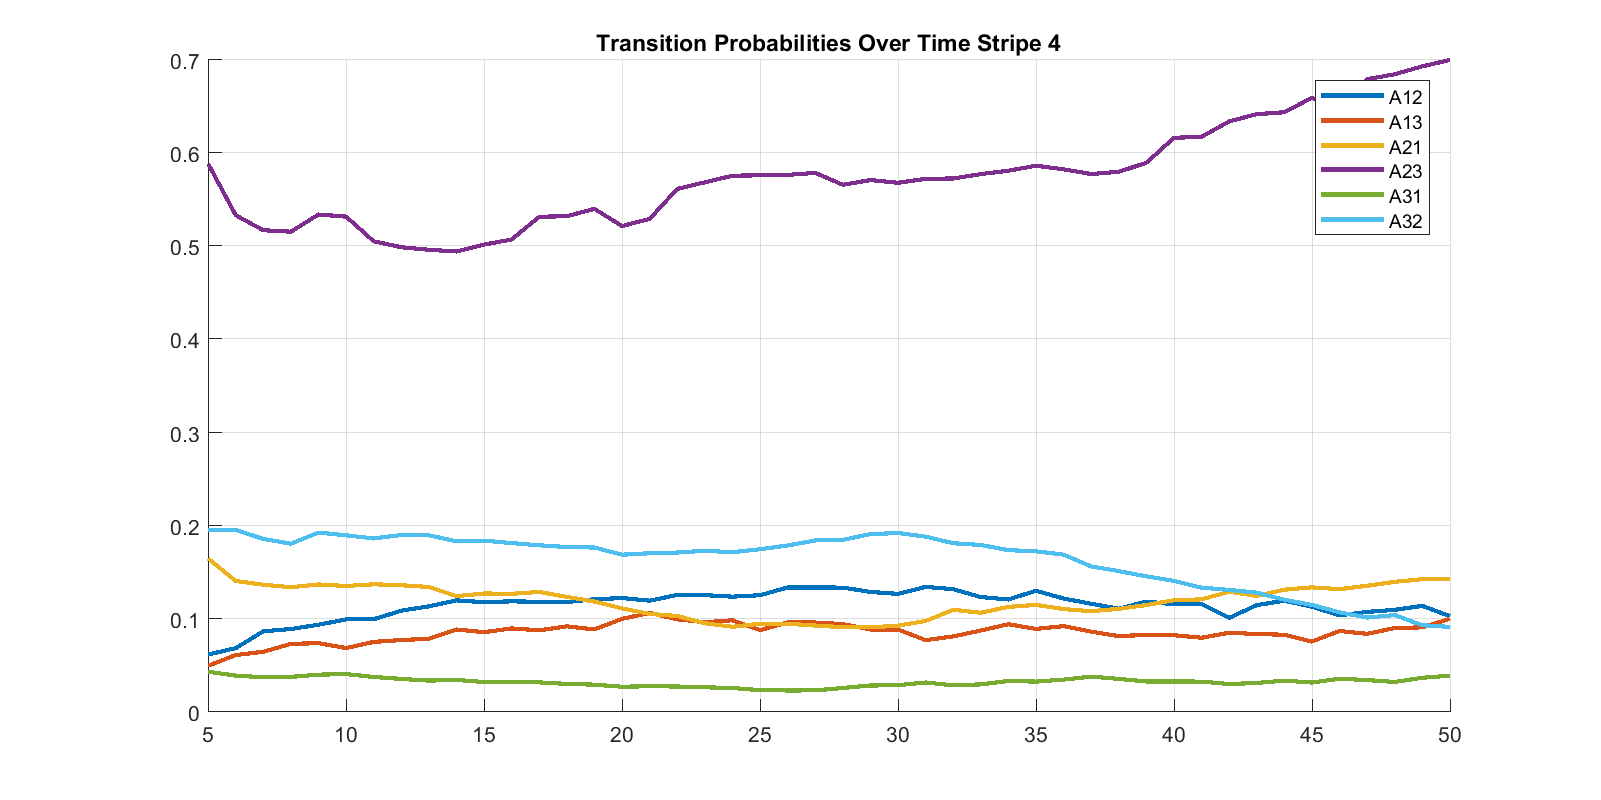 Transition Probabilities Over Time Stripe 4
0.7
0.6
0.5
0.4
0.3
0.2
0.1
0
A12
A13
A21
A23
A31
A32
5 10 15 20 25 30 35 40 45 50